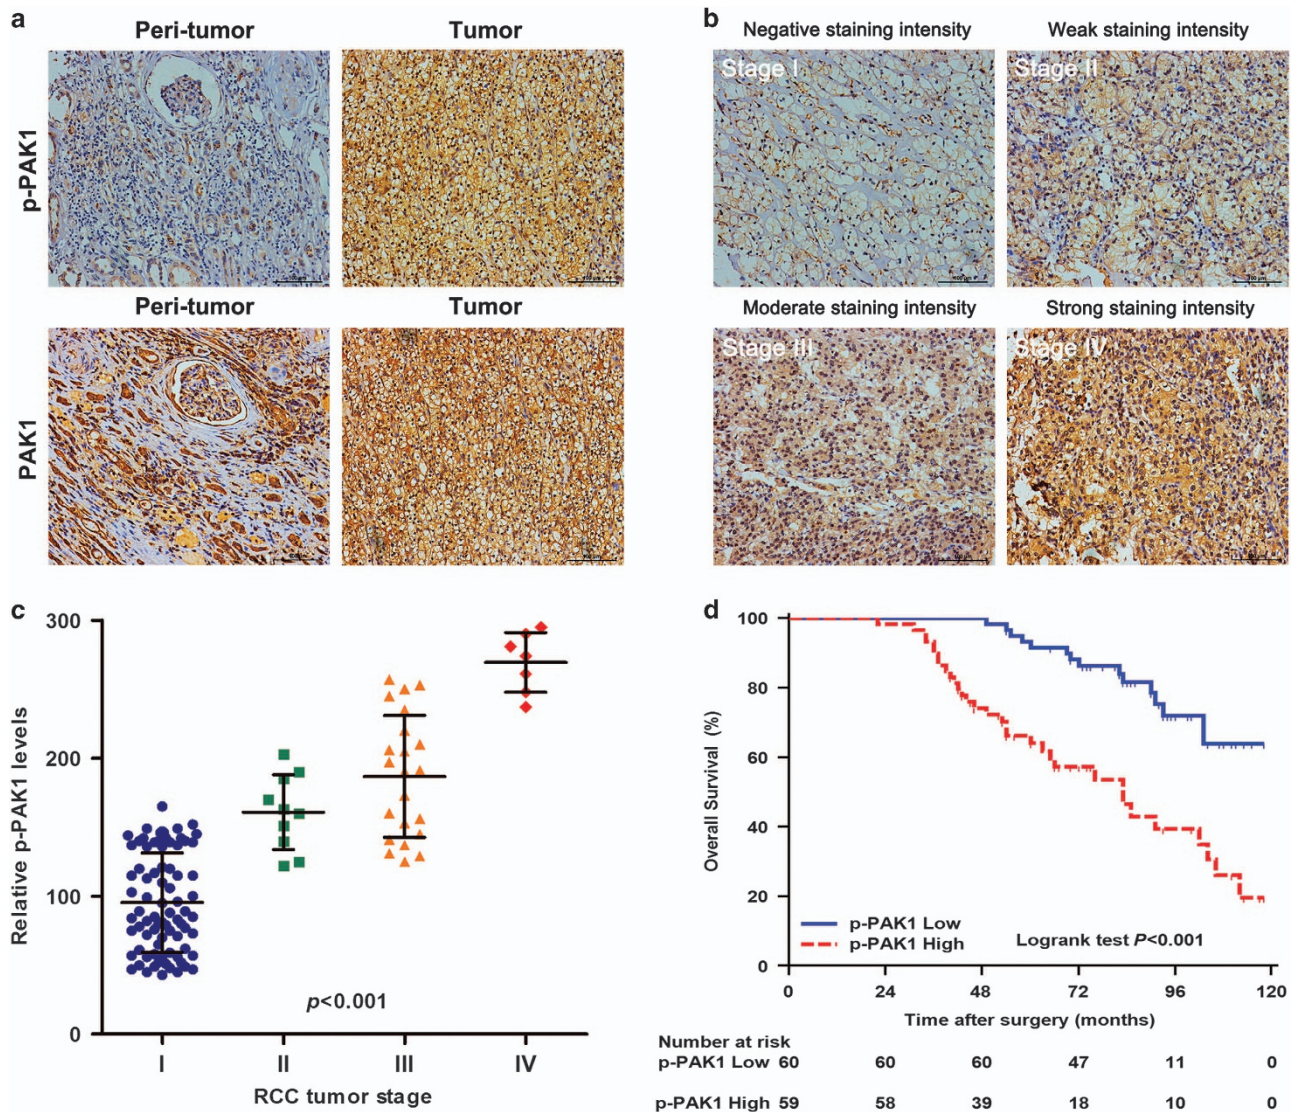 a
Peri-tumor
Tumor
p-PAK1
Peri-tumor
Tumor
PAK1
b
Negative staining intensity
Weak staining intensity
Stage I
Stage II
Moderate staining intensity
Strong staining intensity
Stage III
Stage IV
c
300
200
100
0
Relative p-PAK1 levels
p<0.001
I II III IV
RCC tumor stage
d
100
80
60
40
20
0
Overall Survival (%)
p-PAK1 Low
p-PAK1 High
Logrank test P<0.001
0 24 48 72 96 120
Time after surgery (months)
Number at risk
p-PAK1 Low 60 60 60 47 11 0
p-PAK1 High 59 58 39 18 10 0